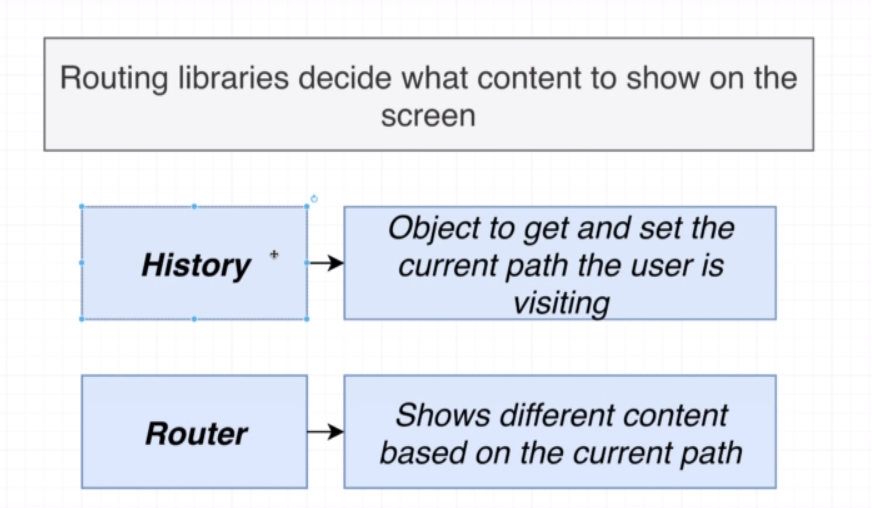 Routing libraries decide what content to show on the
screen
History
Object to get and set the
current path the user is
visiting
Router
Shows different content
based on the current path